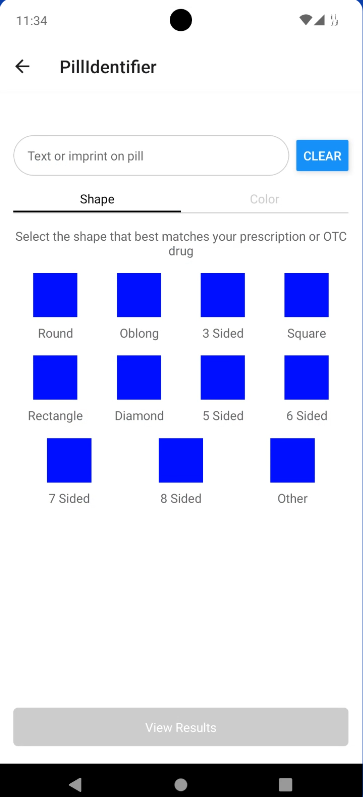 11:34
PillIdentifier
Text or imprint on pill
CLEAR
Shape
Color
Select the shape that best matches your prescription or OTC
drug
Round
Oblong
3 Sided
Square
Rectangle
Diamond
5 Sided
6 Sided
7 Sided
8 Sided
Other
View Results